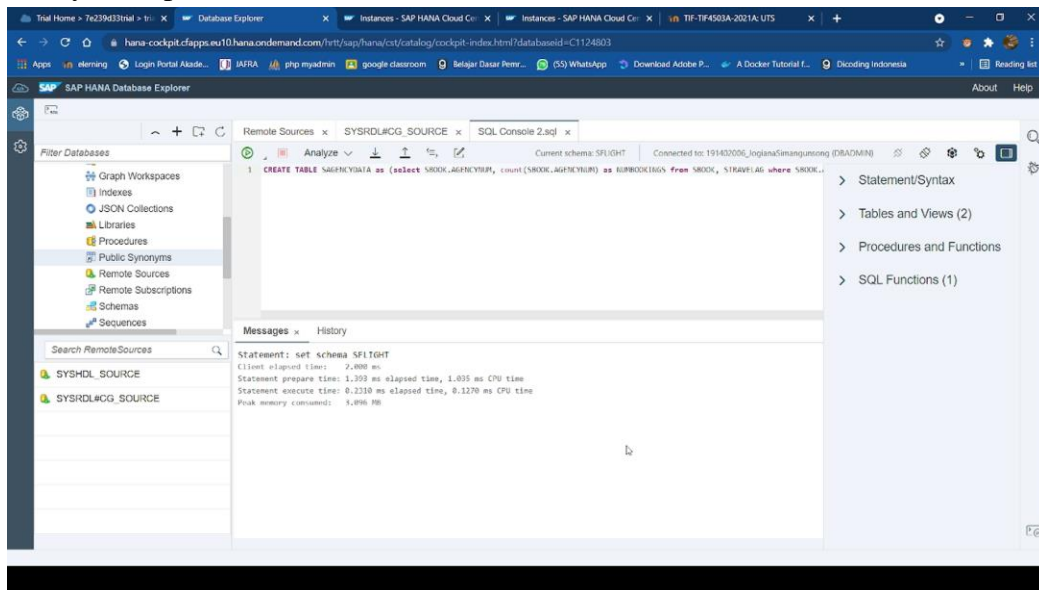 Trial Home > 7e239d33trial > tri
Database Explorer
Instances - SAP HANA Cloud Cer
Instances - SAP HANA Cloud Cer
TIF-TIF4503A-2021A: UTS
hana-cockpit.cfapps.eu10.hana.ondemand.com/hrtt/sap/hana/cst/catalog/cockpit-index.html?databaseid=C1124803
Apps
elerning
Login Portal Akade...
IAFRA
php myadmin
google classroom
Belajar Dasar Pemr...
(55) WhatsApp
Download Adobe P...
A Docker Tutorial f...
Dicoding Indonesia
Reading list
SAP SAP HANA Database Explorer
About Help
Remote Sources
SYSRDL#CG_SOURCE
SQL Console 2.sql
Filter Databases
Analyze
Current schema: SFLIGHT
Connected to: 191402006_IogianaSimangunsong (DBADMIN)
1 CREATE TABLE SAGENCYDATA as (select SBOOK.AGENCYNUM, count(SBOOK.AGENCYNUM) as NUMBOOKINGS from SBOOK, STRAVELAG where SBOOK.
Graph Workspaces
Indexes
JSON Collections
Libraries
Procedures
Public Synonyms
Remote Sources
Remote Subscriptions
Schemas
Sequences
Statement/Syntax
Tables and Views (2)
Procedures and Functions
SQL Functions (1)
Search RemoteSources
SYSHDL_SOURCE
SYSRDL#CG_SOURCE
Messages
History
Statement: set schema SFLIGHT
Client elapsed time: 2.000 ms
Statement prepare time: 1.393 ms elapsed time, 1.035 ms CPU time
Statement execute time: 0.2310 ms elapsed time, 0.1270 ms CPU time
Peak memory consumed: 3.096 MB